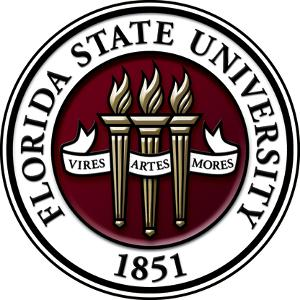 FLORIDA STATE UNIVERSITY
VIRES ARTES MORES
1851